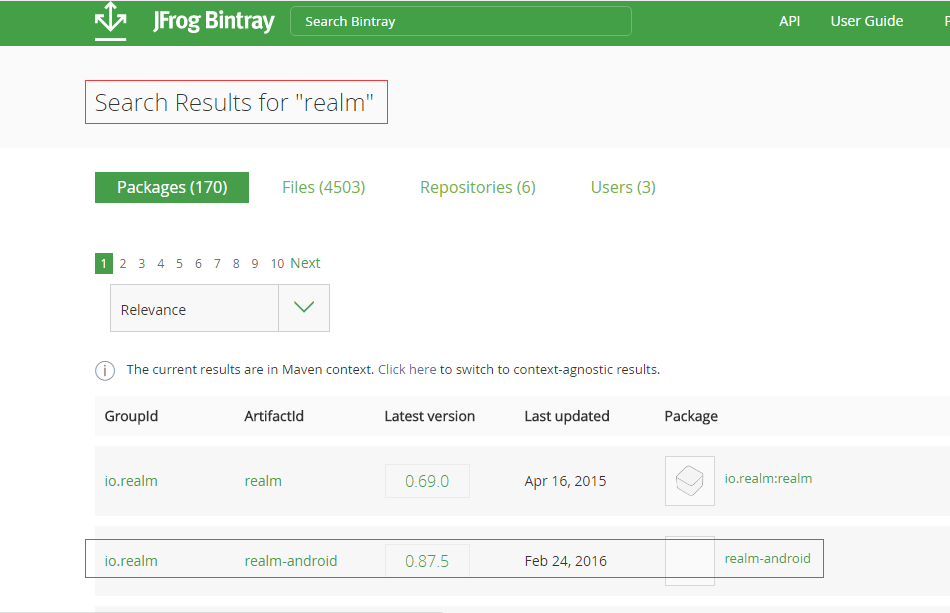 JFrog Bintray Search Bintray API User Guide
Search Results for "realm"
Packages (170) Files (4503) Repositories (6) Users (3)
1 2 3 4 5 6 7 8 9 10 Next
Relevance
The current results are in Maven context. Click here to switch to context-agnostic results.
GroupId ArtifactId Latest version Last updated Package
io.realm realm 0.69.0 Apr 16, 2015 io.realm:realm
io.realm realm-android 0.87.5 Feb 24, 2016 realm-android